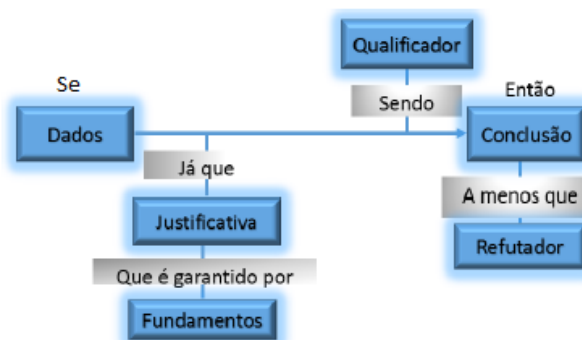 Qualificador
Se
Sendo
Então
Dados
Conclusão
Já que
A menos que
Justificativa
Refutador
Que é garantido por
Fundamentos